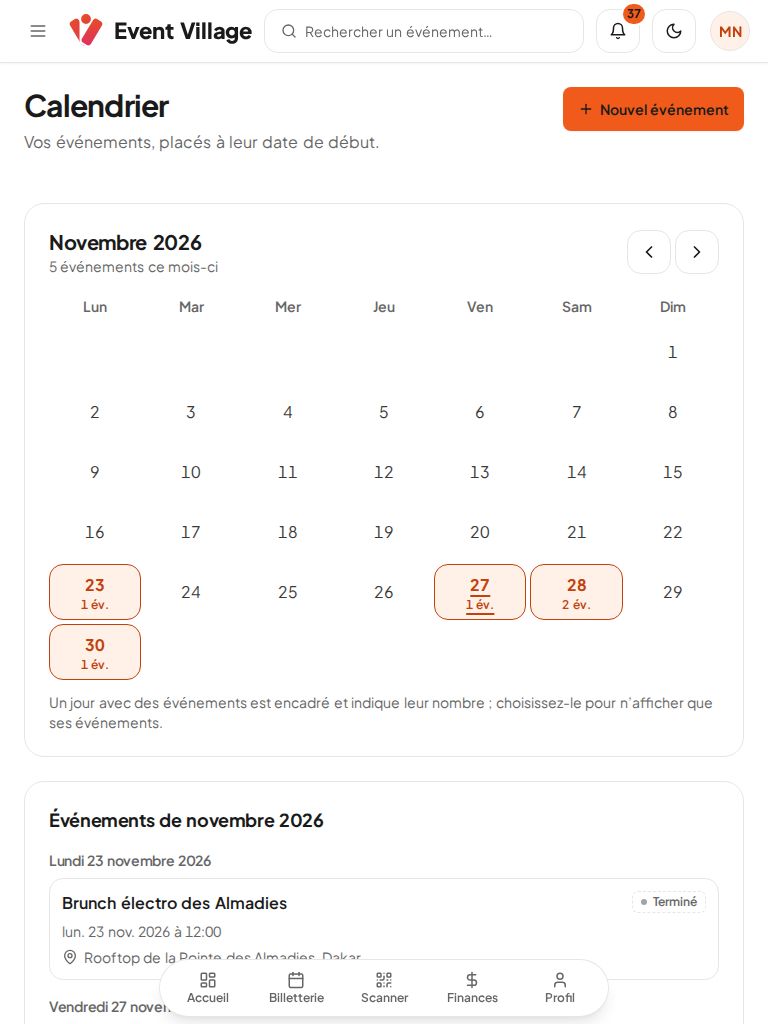 Event Village
Rechercher un événement...
37
MN
Calendrier
Nouvel événement
Vos événements, placés à leur date de début.
Novembre 2026
5 événements ce mois-ci
Lun Mar Mer Jeu Ven Sam Dim
1
2 3 4 5 6 7 8
9 10 11 12 13 14 15
16 17 18 19 20 21 22
23 24 25 26 27 28 29
1 év. 1 év. 2 év.
30
1 év.
Un jour avec des événements est encadré et indique leur nombre ; choisissez-le pour n’afficher que
ses événements.
Événements de novembre 2026
Lundi 23 novembre 2026
Brunch électro des Almadies
Terminé
lun. 23 nov. 2026 à 12:00
Rooftop de la Pointe des Almadies, Dakar
Vendredi 27
Accueil Billetterie Scanner Finances Profil